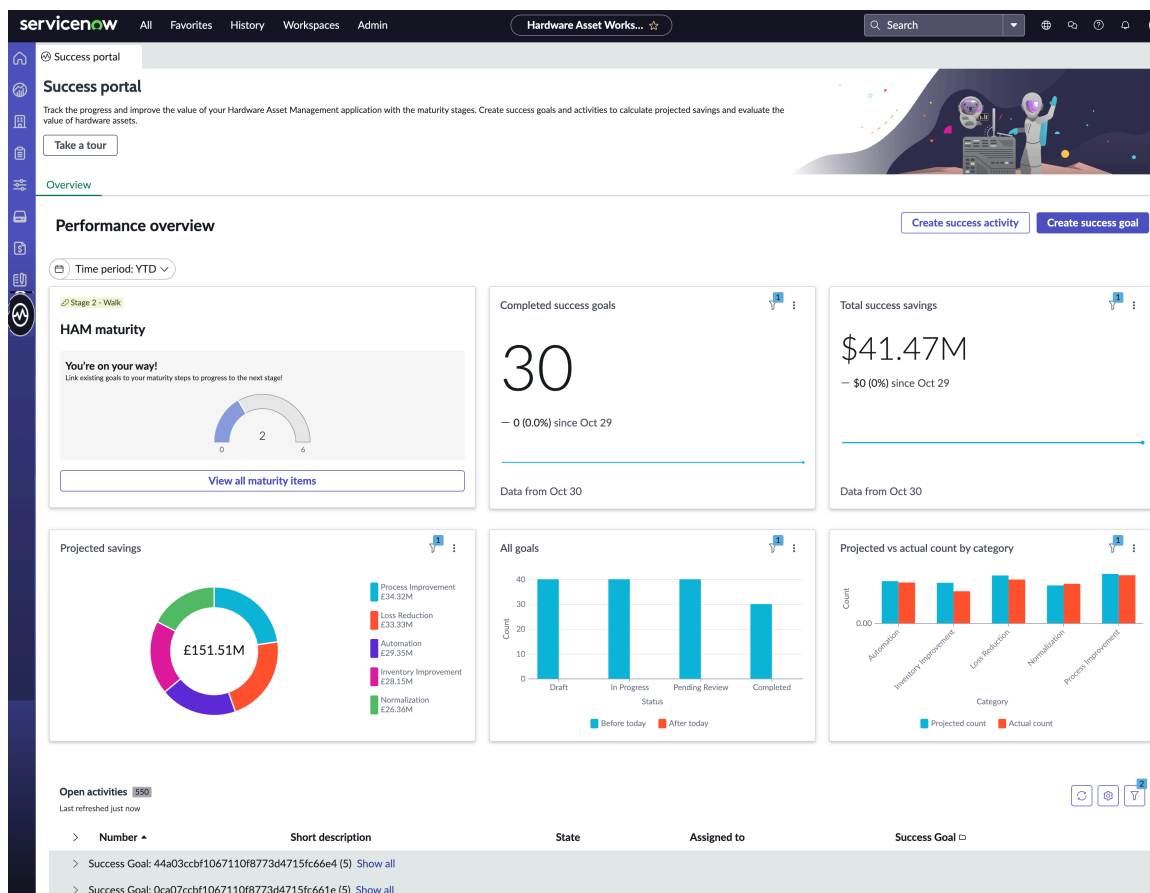 servicenow All Favorites History Workspaces Admin Hardware Asset Works... Search
Success portal
Success portal
Track the progress and improve the value of your Hardware Asset Management application with the maturity stages. Create success goals and activities to calculate projected savings and evaluate the
value of hardware assets.
Take a tour
Overview
Performance overview
Create success activity
Create success goal
Time period: YTD
Stage 2 - Walk
HAM maturity
You're on your way!
Link existing goals to your maturity steps to progress to the next stage!
2
0 6
View all maturity items
Completed success goals
1
30
— 0 (0.0%) since Oct 29
Data from Oct 30
Total success savings
1
$41.47M
— $0 (0%) since Oct 29
Data from Oct 30
Projected savings
1
£151.51M
Process Improvement
£34.32M
Loss Reduction
£33.33M
Automation
£29.35M
Inventory Improvement
£28.15M
Normalization
£26.36M
All goals
1
Count
40
30
20
10
0
Draft In Progress Pending Review Completed
Status
Before today After today
Projected vs actual count by category
1
Count
0.00
Automation
Inventory Improvement
Loss Reduction
Normalization
Process Improvement
Category
Projected count Actual count
Open activities 550
Last refreshed just now
2
Number Short description State Assigned to Success Goal
Success Goal: 44a03ccbf1067110f8773d4715fc66e4 (5) Show all
Success Goal: 0ca07ccbf1067110f8773d4715fc661e (5) Show all